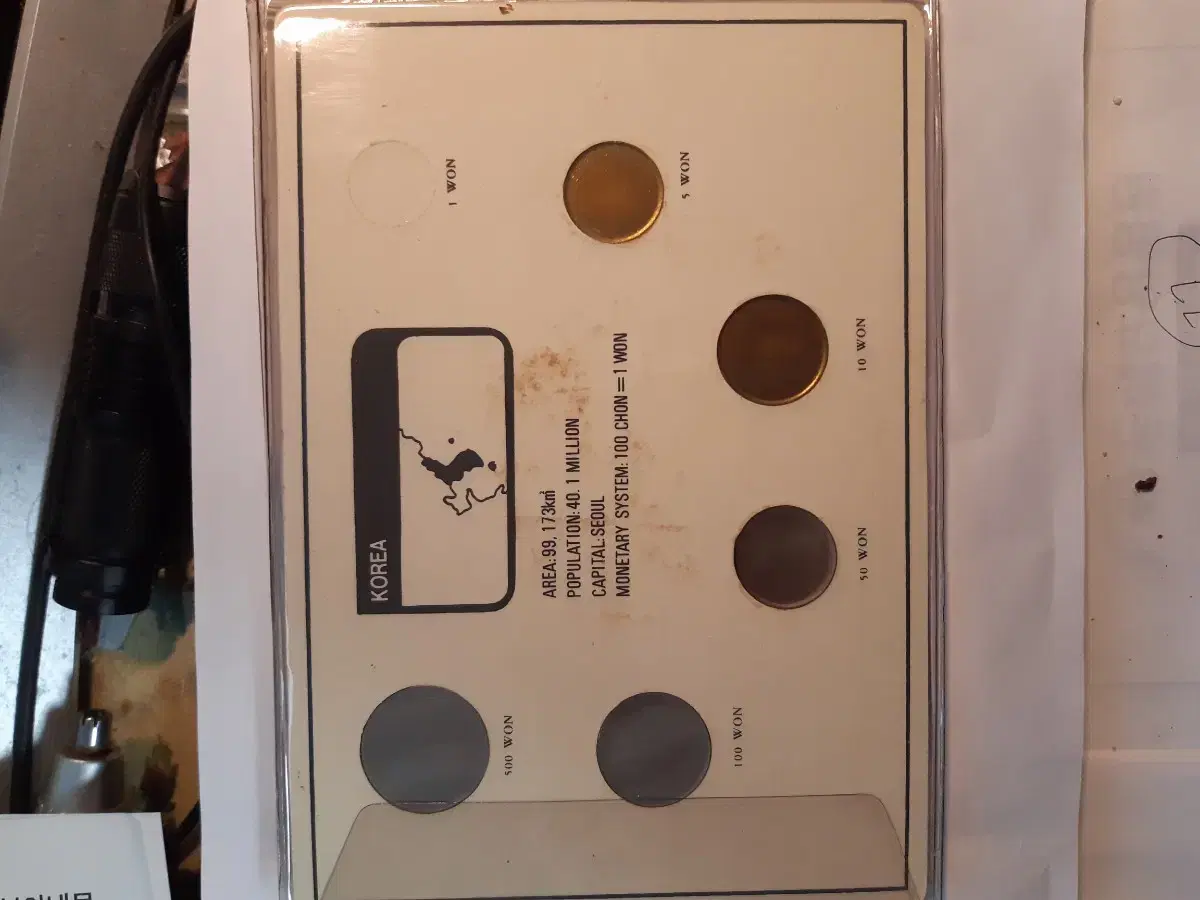 KOREA
AREA: 99,173km²
POPULATION: 40.1 MILLION
CAPITAL: SEOUL
MONETARY SYSTEM: 100 CHON = 1 WON
1 WON
5 WON
10 WON
50 WON
100 WON
500 WON